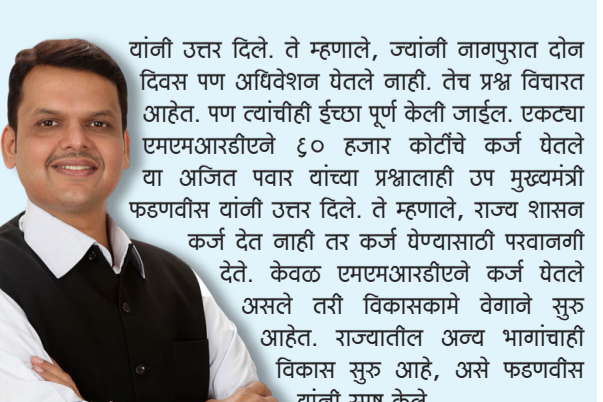 यांनी उत्तर दिले. ते म्हणाले, ज्यांनी नागपुरात दोन
दिवस पण अधिवेशन घेतले नाही. तेच प्रश्न विचारत
आहेत. पण त्यांचीही ईच्छा पूर्ण केली जाईल. एकट्या
एमएमआरडीएने ६० हजार कोटींचे कर्ज घेतले
या अजित पवार यांच्या प्रश्नालाही उप मुख्यमंत्री
फडणवीस यांनी उत्तर दिले. ते म्हणाले, राज्य शासन
कर्ज देत नाही तर कर्ज घेण्यासाठी परवानगी
देते. केवळ एमएमआरडीएने कर्ज घेतले
असले तरी विकासकामे वेगाने सुरु
आहेत. राज्यातील अन्य भागांचाही
विकास सुरु आहे, असे फडणवीस
यांनी स्पष्ट केले.